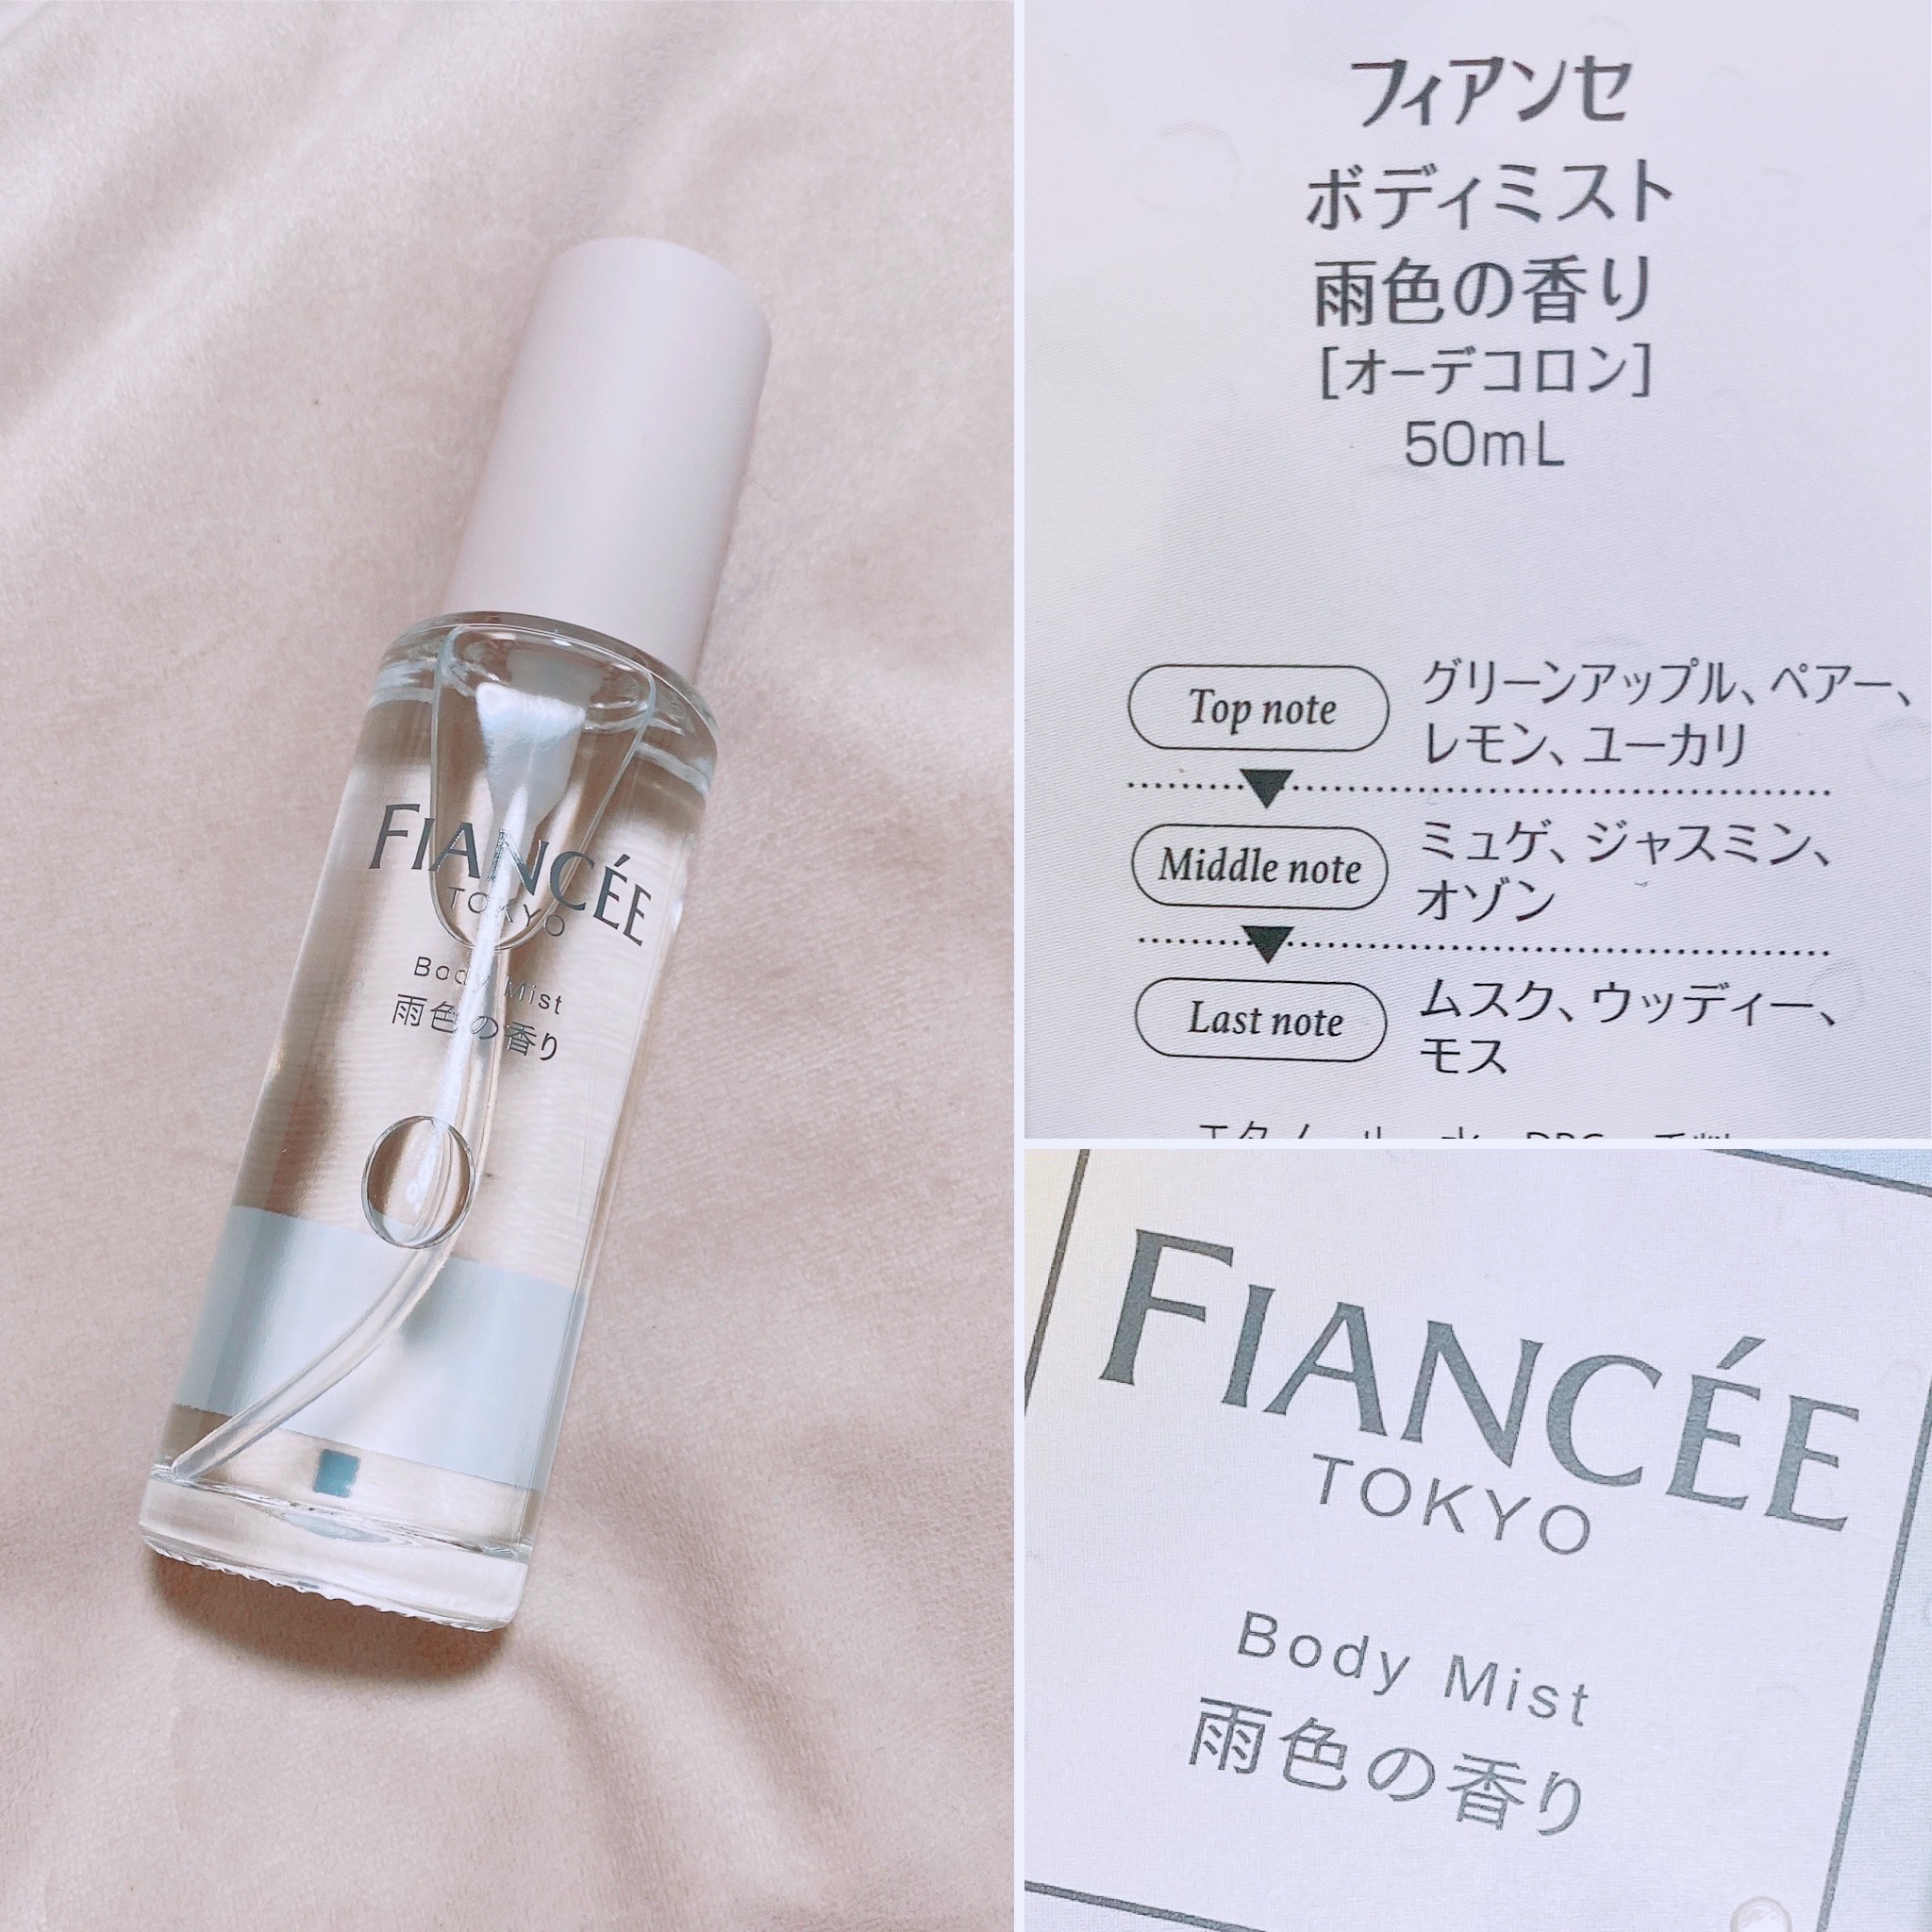 FIANCÉE
TOKYO
Body Mist
雨色の香り
フィアンセ
ボディミスト
雨色の香り
[オーデコロン]
50mL
Top note
グリーンアップル、ペアー、
レモン、ユーカリ
Middle note
ミュゲ、ジャスミン、
オゾン
Last note
ムスク、ウッディー、
モス
FIANCÉE
TOKYO
Body Mist
雨色の香り